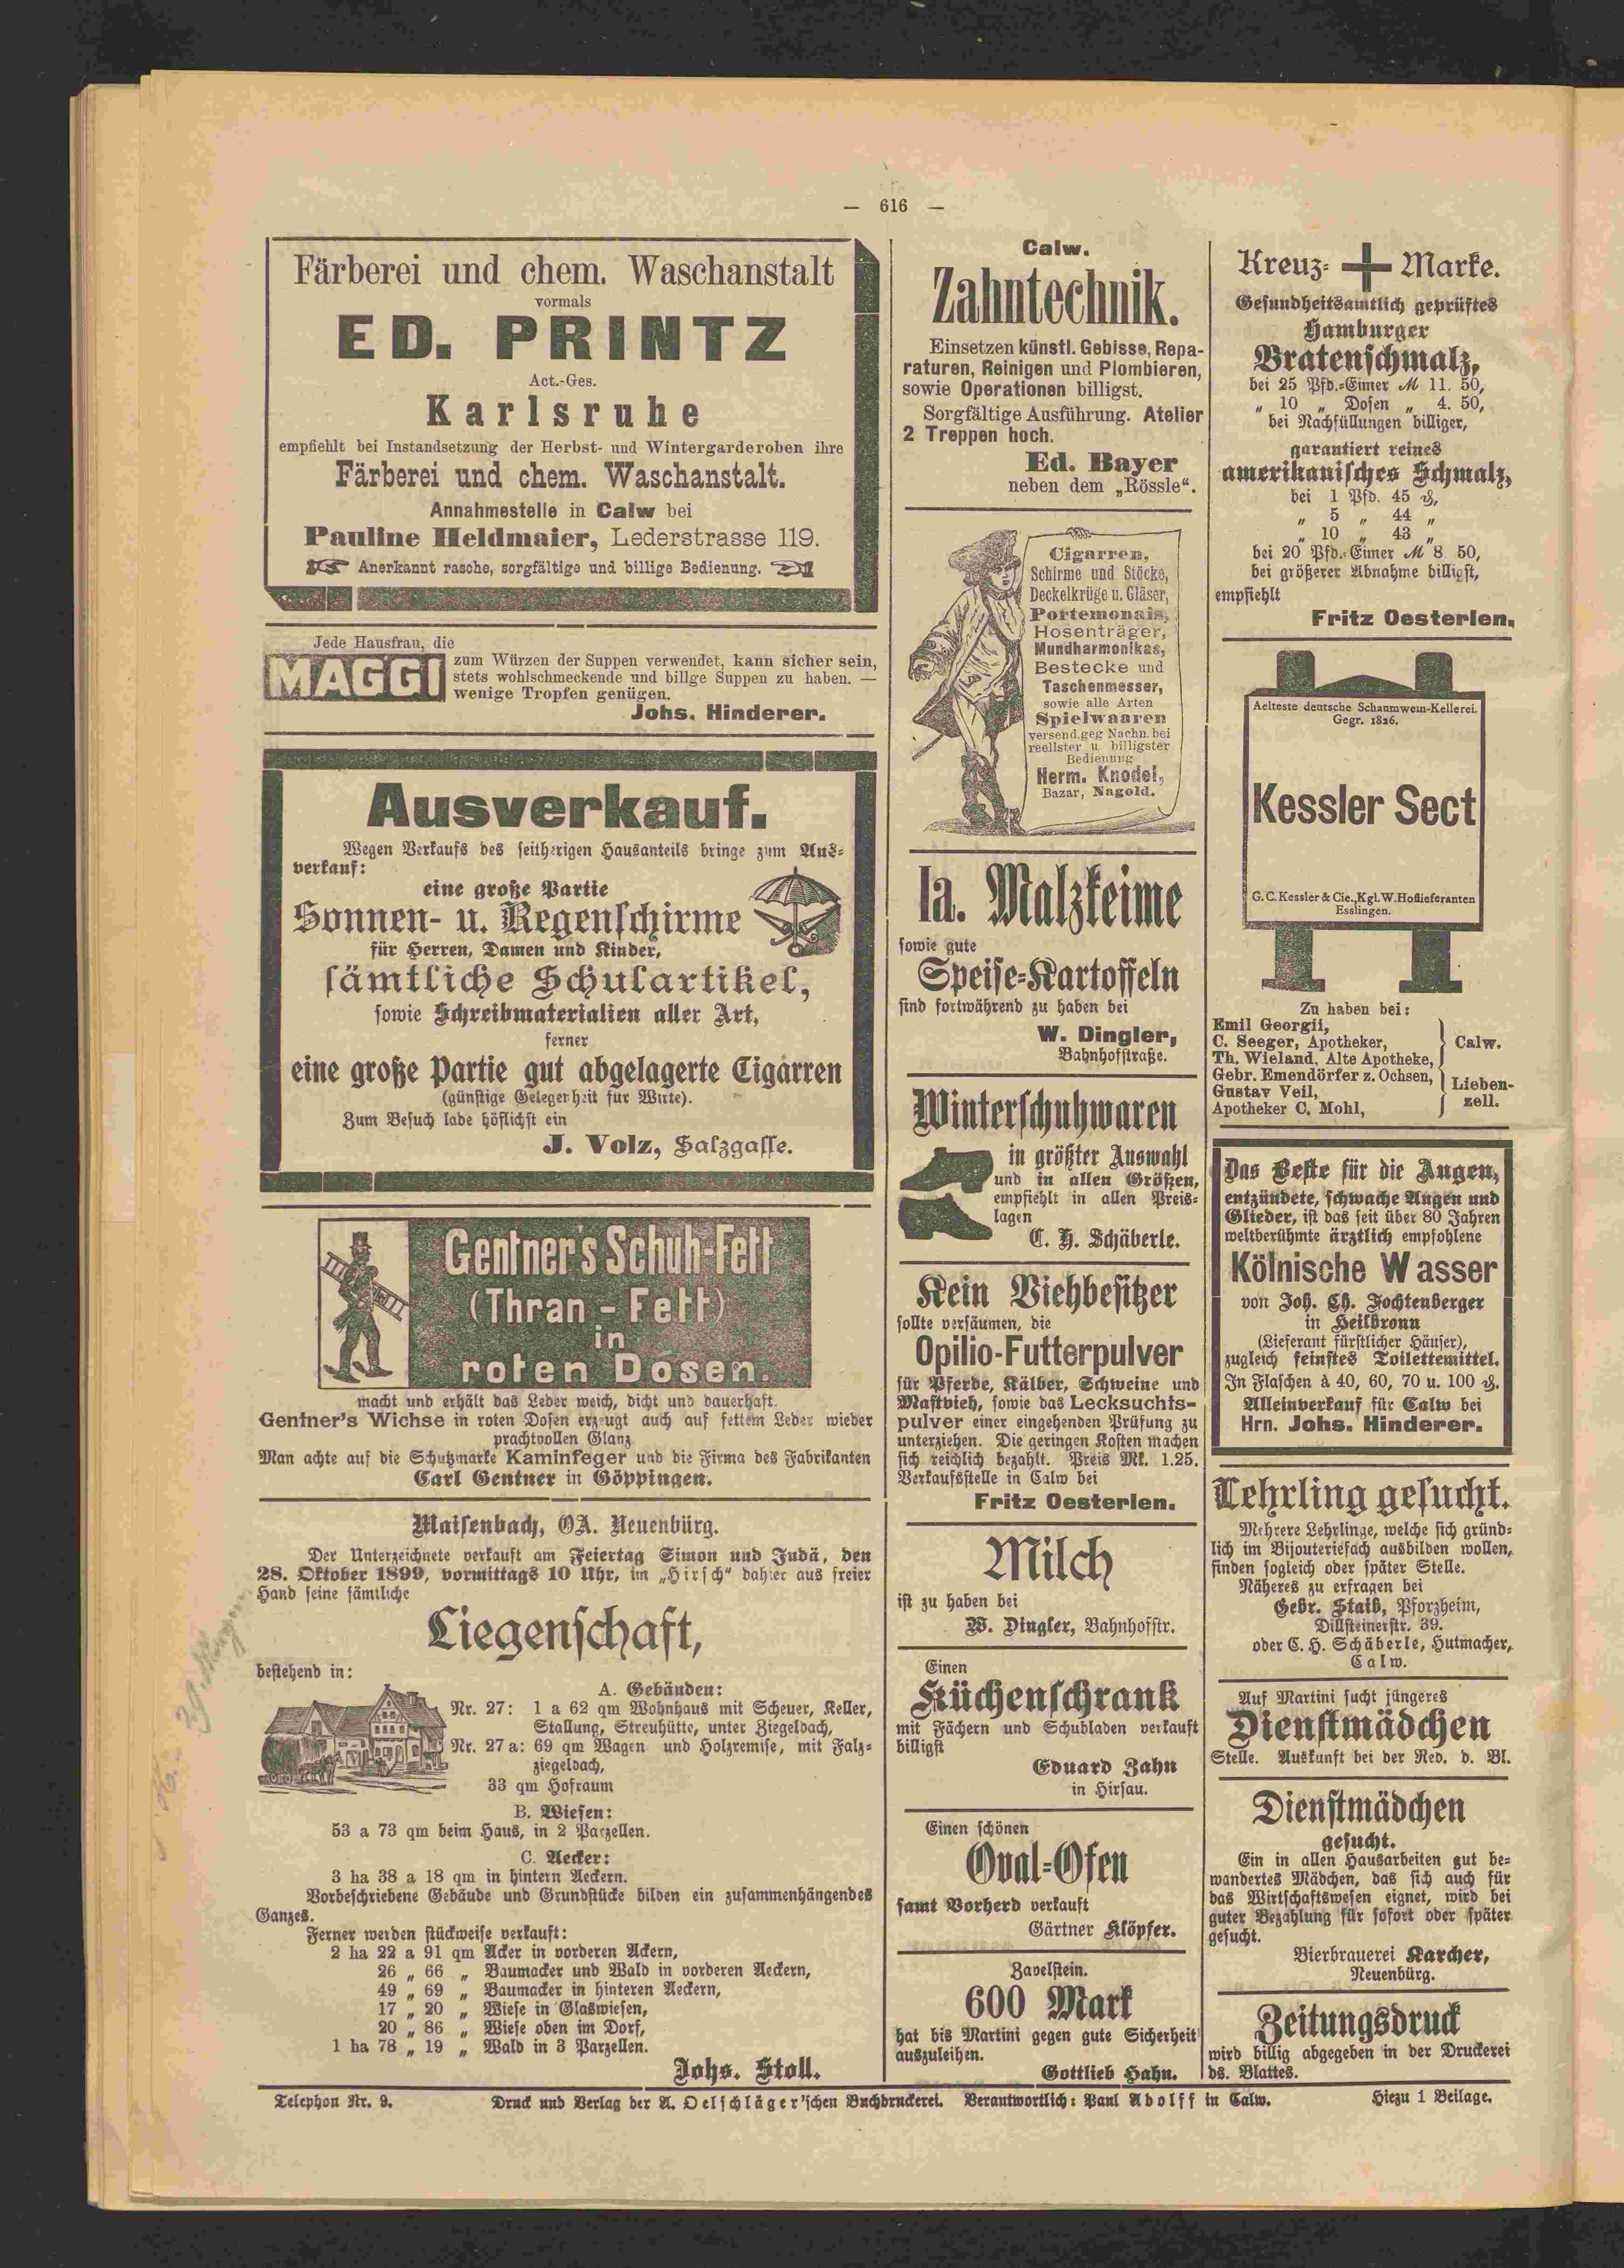 — 616 —
Färberei und chem. Waschanstalt
vormals
ED. PRINTZ
Act.-Ges.
Karlsruhe
empfiehlt bei Instandsetzung der Herbst- und Wintergarderoben ihre
Färberei und chem. Waschanstalt.
Annahmestelle in Calw bei
Pauline Heldmaier, Lederstrasse 119.
Anerkannt rasche, sorgfältige und billige Bedienung.
Jede Hausfrau, die
MAGGI zum Würzen der Suppen verwendet, kann sicher sein,
stets wohlschmeckende und billge Suppen zu haben. —
wenige Tropfen genügen.
Johs. Hinderer.
Ausverkauf.
Wegen Verkaufs des seitherigen Hausanteils bringe zum Aus-
verkauf:
eine große Partie
Sonnen- u. Regenschirme
für Herren, Damen und Kinder,
sämtliche Schulartikel,
sowie Schreibmaterialien aller Art,
ferner
eine große Partie gut abgelagerte Cigarren
(günstige Gelegenheit für Wirte).
Zum Besuch lade höflichst ein
J. Volz, Salzgasse.
Gentner's Schuh-Fett
(Thran - Fett)
in
roten Dosen.
macht und erhält das Leder weich, dicht und dauerhaft.
Gentner's Wichse in roten Dosen erzeugt auch auf fettem Leder wieder
prachtvollen Glanz
Man achte auf die Schutzmarke Kaminfeger und die Firma des Fabrikanten
Carl Gentner in Göppingen.
Maisenbach, OA. Neuenbürg.
Der Unterzeichnete verkauft am Feiertag Simon und Judä, den
28. Oktober 1899, vormittags 10 Uhr, im „Hirsch“ dahier aus freier
Hand seine sämtliche
Liegenschaft,
bestehend in:
A. Gebäuden:
Nr. 27: 1 a 62 qm Wohnhaus mit Scheuer, Keller,
Stallung, Streuhütte, unter Ziegeldach,
Nr. 27a: 69 qm Wagen und Holzremise, mit Falz-
ziegeldach,
33 qm Hofraum
B. Wiesen:
53 a 73 qm beim Haus, in 2 Parzellen.
C. Aecker:
3 ha 38 a 18 qm in hintern Aeckern.
Vorbeschriebene Gebäude und Grundstücke bilden ein zusammenhängendes
Ganzes.
Ferner werden stückweise verkauft:
2 ha 22 a 91 qm Acker in vorderen Äckern,
26 „ 66 „ Baumacker und Wald in vorderen Aeckern,
49 „ 69 „ Baumacker in hinteren Aeckern,
17 „ 20 „ Wiese in Glaswiesen,
20 „ 86 „ Wiese oben im Dorf,
1 ha 78 „ 19 „ Wald in 3 Parzellen.
Johs. Stoll.
Calw.
Zahntechnik.
Einsetzen künstl. Gebisse, Repa-
raturen, Reinigen und Plombieren,
sowie Operationen billigst.
Sorgfältige Ausführung. Atelier
2 Treppen hoch.
Ed. Bayer
neben dem „Rössle“.
Cigarren,
Schirme und Stöcke,
Deckelkrüge u. Gläser,
Portemonais,
Hosenträger,
Mundharmonikas,
Bestecke und
Taschenmesser,
sowie alle Arten
Spielwaaren
versend.geg Nachn. bei
reellster u. billigster
Bedienung
Herm. Knodel,
Bazar, Nagold.
Ia. Malzkeime
sowie gute
Speise-Kartoffeln
sind fortwährend zu haben bei
W. Dingler,
Bahnhofstraße.
Winterschuhwaren
in größter Auswahl
und in allen Größen,
empfiehlt in allen Preis-
lagen
C. H. Schäberle.
Kein Viehbesitzer
sollte versäumen, die
Opilio-Futterpulver
für Pferde, Kälber, Schweine und
Mastvieh, sowie das Lecksuchts-
pulver einer eingehenden Prüfung zu
unterziehen. Die geringen Kosten machen
sich reichlich bezahlt. Preis Mk. 1.25.
Verkaufsstelle in Calw bei
Fritz Oesterlen.
Milch
ist zu haben bei
W. Dingler, Bahnhofstr.
Einen
Küchenschrank
mit Fächern und Schubladen verkauft
billigst
Eduard Zahn
in Hirsau.
Einen schönen
Oval-Ofen
samt Vorherd verkauft
Gärtner Klöpfer.
Zavelstein.
600 Mark
hat bis Martini gegen gute Sicherheit
auszuleihen.
Gottlieb Hahn.
Kreuz- Marke.
Gesundheitsamtlich geprüftes
Hamburger
Bratenschmalz,
bei 25 Pfd.-Eimer M 11. 50,
„ 10 „ Dosen „ 4. 50,
bei Nachfüllungen billiger,
garantiert reines
amerikanisches Schmalz,
bei 1 Pfd. 45 ₰,
„ 5 „ 44 „
„ 10 „ 43 „
bei 20 Pfd.-Eimer M 8. 50,
bei größerer Abnahme billigst,
empfiehlt
Fritz Oesterlen.
Aelteste deutsche Schaumwein-Kellerei.
Gegr. 1826.
Kessler Sect
G. C. Kessler & Cie., Kgl. W. Hoflieferanten
Esslingen.
Zu haben bei:
Emil Georgii,
C. Seeger, Apotheker, Calw.
Th. Wieland, Alte Apotheke,
Gebr. Emendörfer z. Ochsen, Lieben-
Gustav Veil, zell.
Apotheker C. Mohl,
Das Beste für die Augen,
entzündete, schwache Augen und
Glieder, ist das seit über 80 Jahren
weltberühmte ärztlich empfohlene
Kölnische Wasser
von Joh. Ch. Fochtenberger
in Heilbronn
(Lieferant fürstlicher Häuser),
zugleich feinstes Toilettemittel.
In Flaschen à 40, 60, 70 u. 100 ₰.
Alleinverkauf für Calw bei
Hrn. Johs. Hinderer.
Lehrling gesucht.
Mehrere Lehrlinge, welche sich gründ-
lich im Bijouteriefach ausbilden wollen,
finden sogleich oder später Stelle.
Näheres zu erfragen bei
Gebr. Staib, Pforzheim,
Dillsteinerstr. 39.
oder C. H. Schäberle, Hutmacher,
Calw.
Auf Martini sucht jüngeres
Dienstmädchen
Stelle. Auskunft bei der Red. d. Bl.
Dienstmädchen
gesucht.
Ein in allen Hausarbeiten gut be-
wandertes Mädchen, das sich auch für
das Wirtschaftswesen eignet, wird bei
guter Bezahlung für sofort oder später
gesucht.
Bierbrauerei Karcher,
Neuenbürg.
Zeitungsdruck
wird billig abgegeben in der Druckerei
ds. Blattes.
Telephon Nr. 9. Druck und Verlag der A. Oelschläger'schen Buchdruckerei. Verantwortlich: Paul Adolff in Calw. Hiezu 1 Beilage.